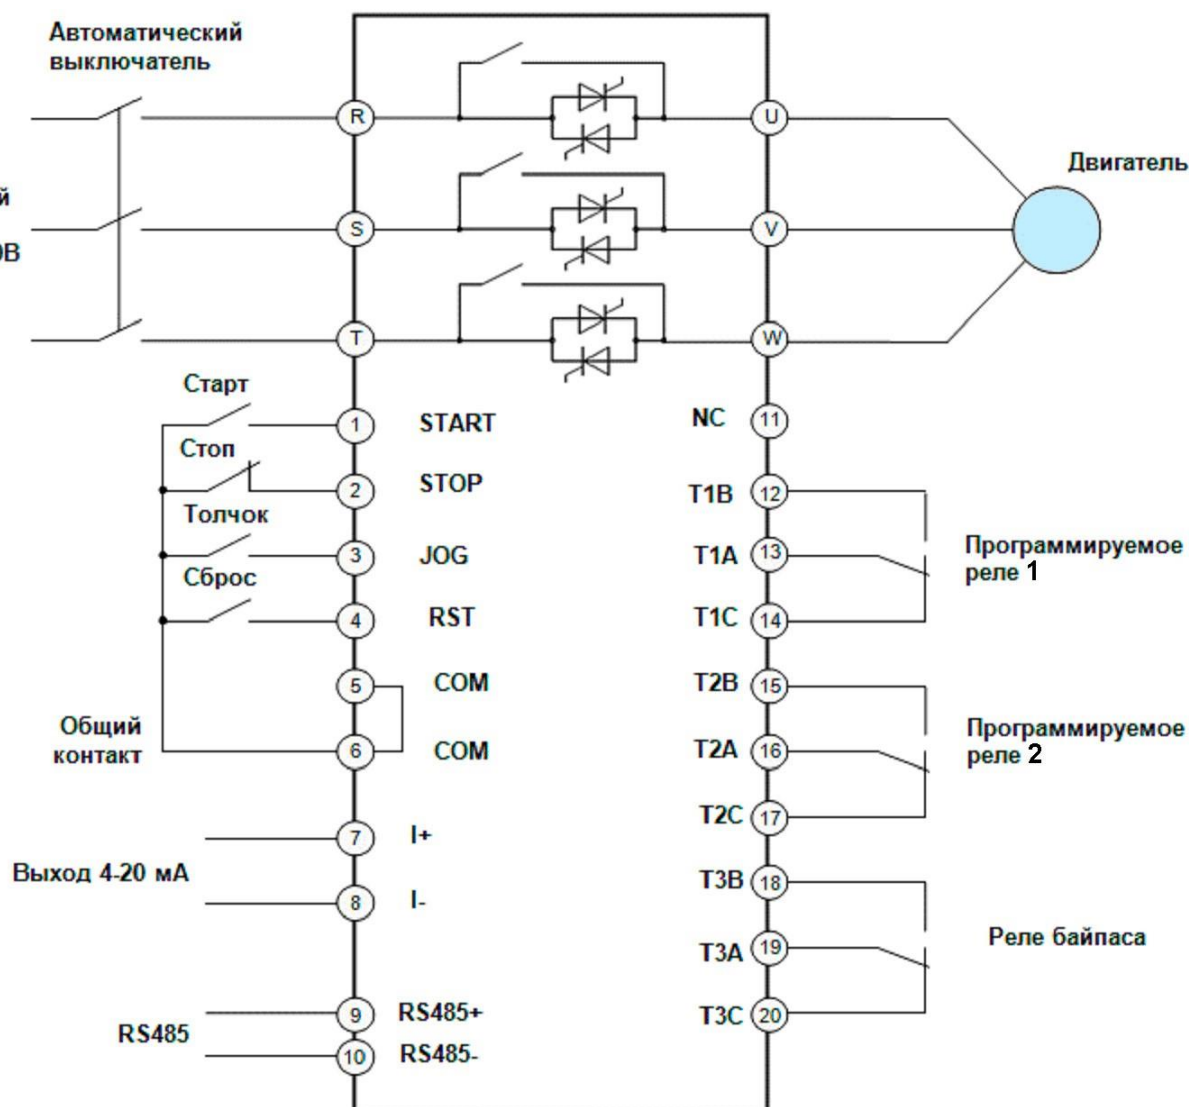 Автоматический
выключатель
R
U
Двигатель
й
S
V
0В
T
W
Старт
1
START
NC
11
Стоп
2
STOP
T1B
12
Толчок
3
JOG
T1A
13
Программируемое
реле 1
Сброс
4
RST
T1C
14
5
COM
T2B
15
Общий
контакт
6
COM
T2A
16
Программируемое
реле 2
T2C
17
7
I+
Выход 4-20 мА
8
I-
T3B
18
Реле байпаса
T3A
19
RS485
9
RS485+
T3C
20
10
RS485-